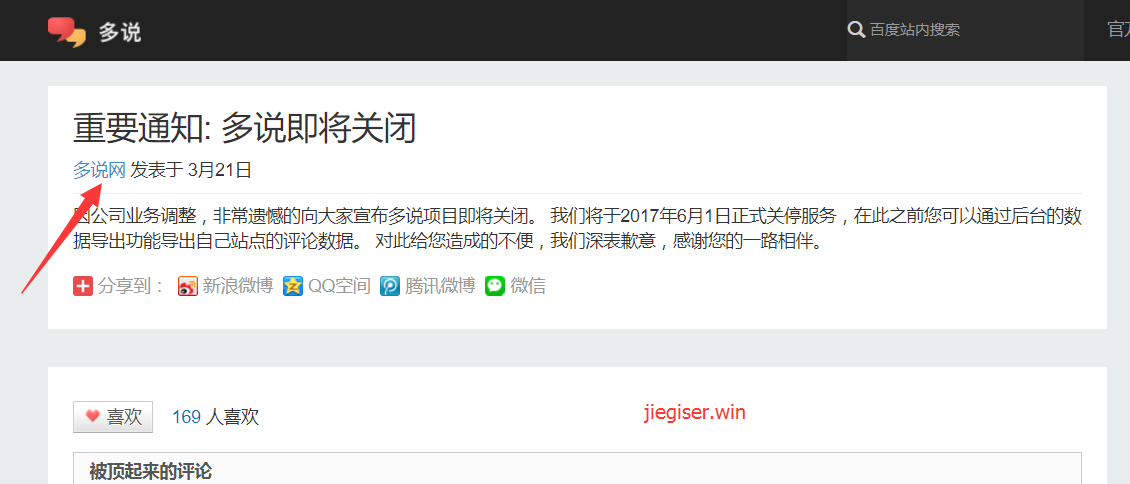 多说
百度站内搜索
官方
重要通知: 多说即将关闭
多说网 发表于 3月21日
因公司业务调整，非常遗憾的向大家宣布多说项目即将关闭。 我们将于2017年6月1日正式关停服务，在此之前您可以通过后台的数
据导出功能导出自己站点的评论数据。 对此给您造成的不便，我们深表歉意，感谢您的一路相伴。
分享到： 新浪微博 QQ空间 腾讯微博 微信
喜欢 169 人喜欢
jiegiser.win
被顶起来的评论